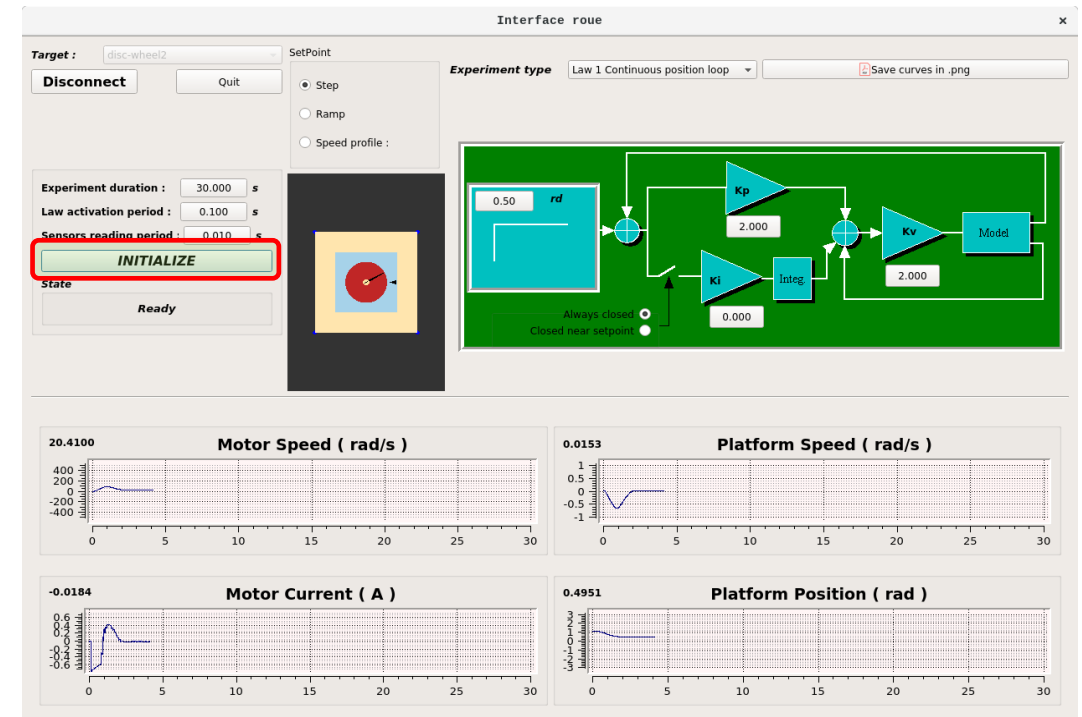 Interface roue
×
Target :
disc-wheel2
SetPoint
Experiment type
Law 1 Continuous position loop
Save curves in .png
Disconnect
Quit
Step
Ramp
Speed profile :
Experiment duration :
30.000
s
Law activation period :
0.100
s
Sensors reading period :
0.010
s
INITIALIZE
State
Ready
0.50
rd
Kp
2.000
Ki
0.000
Integ.
Kv
2.000
Model
Always closed
Closed near setpoint
20.4100
Motor Speed ( rad/s )
400
200
0
-200
-400
0 5 10 15 20 25 30
0.0153
Platform Speed ( rad/s )
1
0.5
0
-0.5
-1
0 5 10 15 20 25 30
-0.0184
Motor Current ( A )
0.6
0.4
0.2
0
-0.2
-0.4
-0.6
0 5 10 15 20 25 30
0.4951
Platform Position ( rad )
3
2
1
0
-1
-2
-3
0 5 10 15 20 25 30